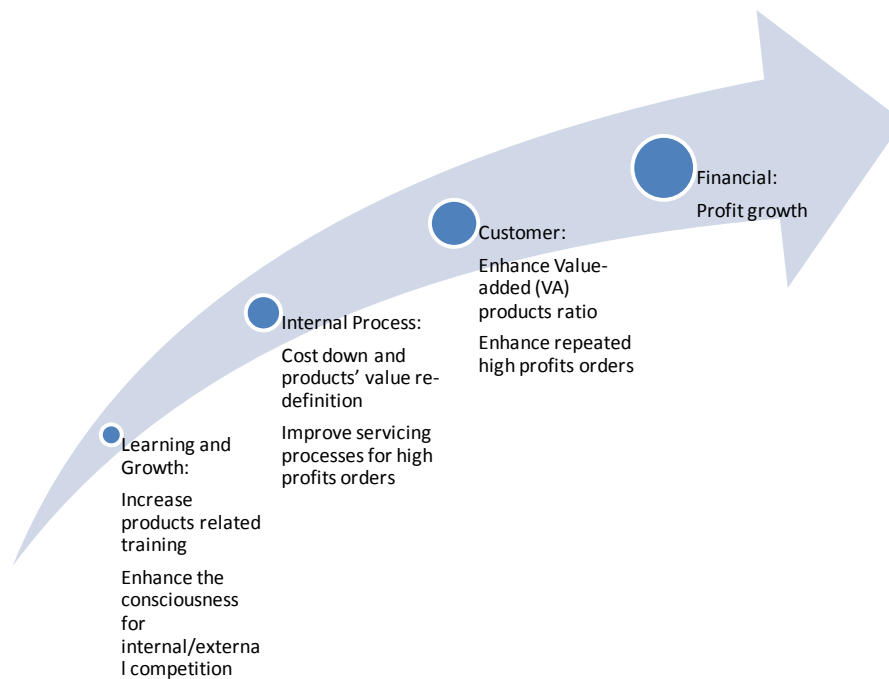 Learning and
Growth:
Increase
products related
training
Enhance the
consciousness
for
internal/externa
l competition
Internal Process:
Cost down and
products’ value re-
definition
Improve servicing
processes for high
profits orders
Customer:
Enhance Value-
added (VA)
products ratio
Enhance repeated
high profits orders
Financial:
Profit growth